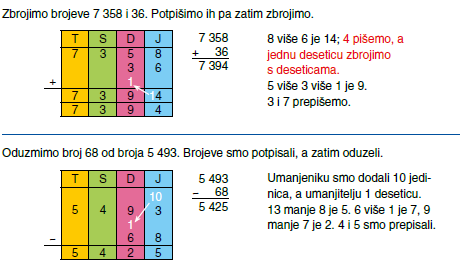 Zbrojimo brojeve 7 358 i 36. Potpišimo ih pa zatim zbrojimo.
T S D J
7 3 5 8
3 6
+ 1
7 3 9 14
7 3 9 4
7 358
+ 36
7 394
8 više 6 je 14; 4 pišemo, a
jednu deseticu zbrojimo
s deseticama.
5 više 3 više 1 je 9.
3 i 7 prepišemo.
Oduzmimo broj 68 od broja 5 493. Brojeve smo potpisali, a zatim oduzeli.
T S D J
10
5 4 9 3
1
− 6 8
5 4 2 5
5 493
− 68
5 425
Umanjeniku smo dodali 10 jedi-
nica, a umanjitelju 1 deseticu.
13 manje 8 je 5. 6 više 1 je 7, 9
manje 7 je 2. 4 i 5 smo prepisali.